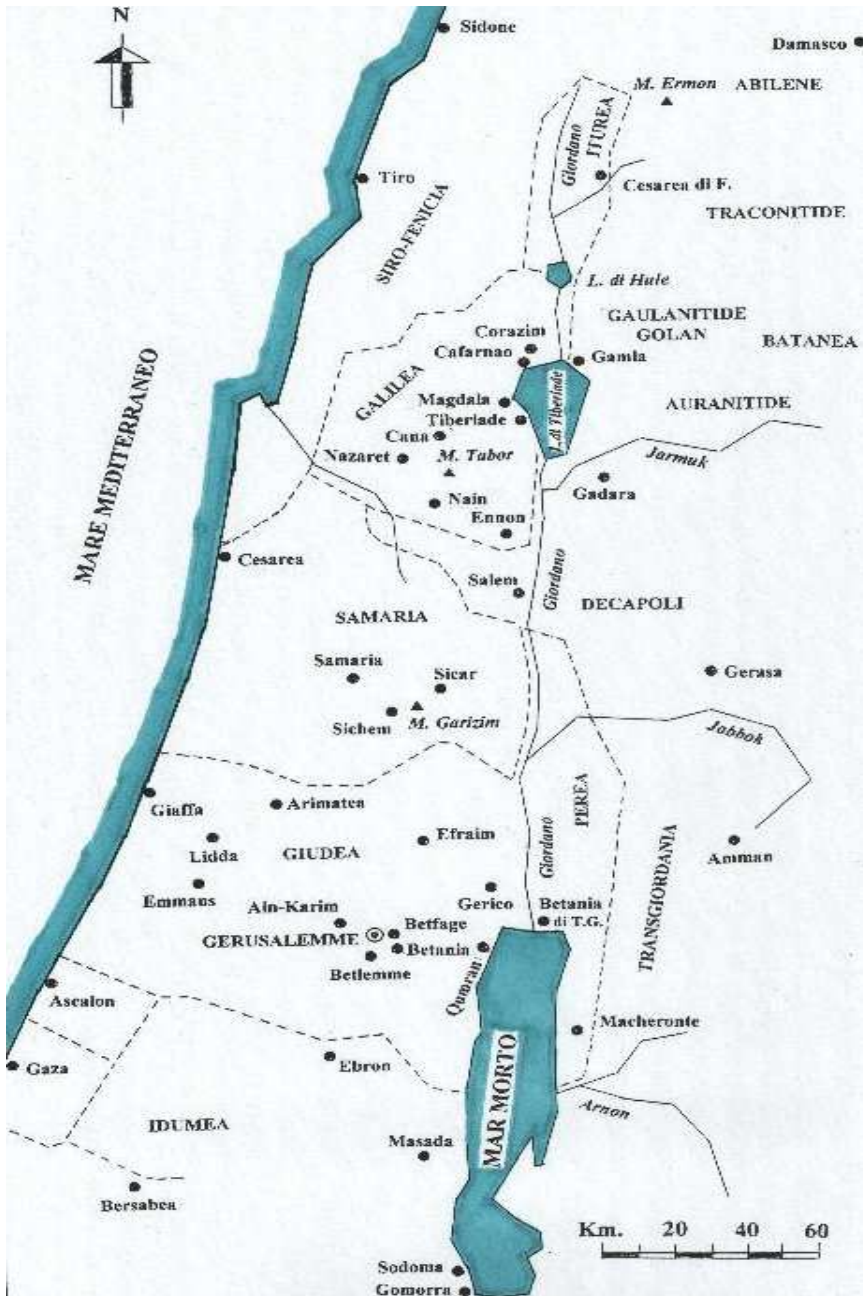 N
Sidone
Damasco
M. Ermon
ABILENE
Giordano
ITUREA
Tiro
Cesarea di F.
SIRO-FENICIA
TRACONITIDE
L. di Hule
GAULANITIDE
GOLAN
BATANEA
Corazim
Cafarnao
Gamla
MARE MEDITERRANEO
GALILEA
Magdala
Tiberiade
L. di Tiberiade
AURANITIDE
Cana
Nazaret
M. Tabor
Jarmuk
Gadara
Nain
Ennon
Cesarea
Salem
Giordano
DECAPOLI
SAMARIA
Samaria
Sicar
Gerasa
Sichem
M. Garizim
Jabbok
Giaffa
Arimatea
PEREA
Lidda
GIUDEA
Efraim
Giordano
Amman
TRANSGIORDANIA
Emmaus
Gerico
Betania
di T.G.
Ain-Karim
Betfage
GERUSALEMME
Betania
Betlemme
Qumran
Ascalon
Macheronte
Gaza
Ebron
MAR MORTO
Arnon
IDUMEA
Masada
Bersabea
Km. 20 40 60
Sodoma
Gomorra